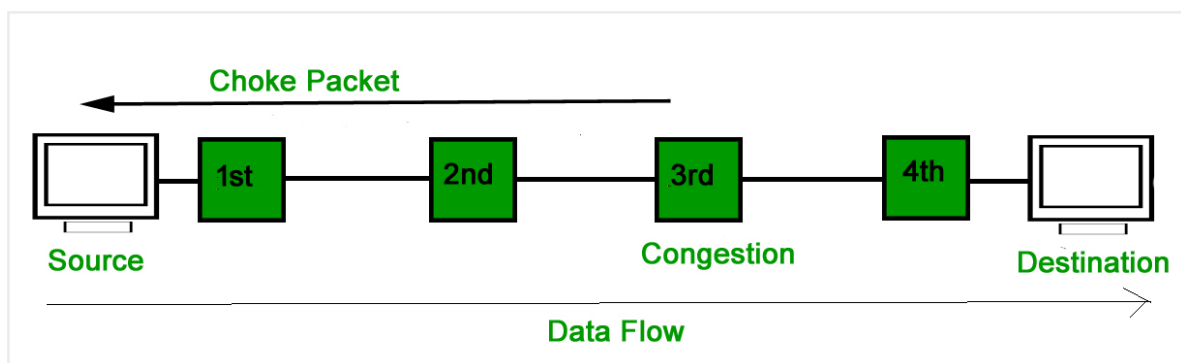 Choke Packet
1st
2nd
3rd
4th
Source
Congestion
Destination
Data Flow